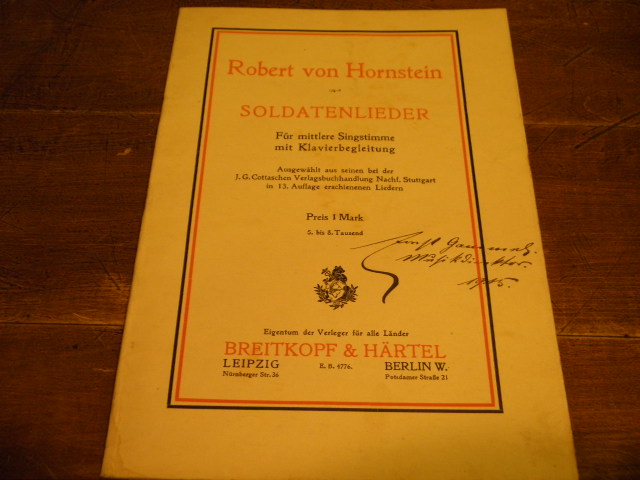 Robert von Hornstein
SOLDATENLIEDER
Für mittlere Singstimme
mit Klavierbegleitung
Ausgewählt aus seinen bei der
J. G. Cottaschen Verlagsbuchhandlung Nachf. Stuttgart
in 13. Auflage erschienenen Liedern
Preis 1 Mark
5. bis 8. Tausend
Musikdirektor.
1915.
Eigentum der Verleger für alle Länder
BREITKOPF & HÄRTEL
LEIPZIG E. B. 4776. BERLIN W.
Nürnberger Str. 36 Potsdamer Straße 21